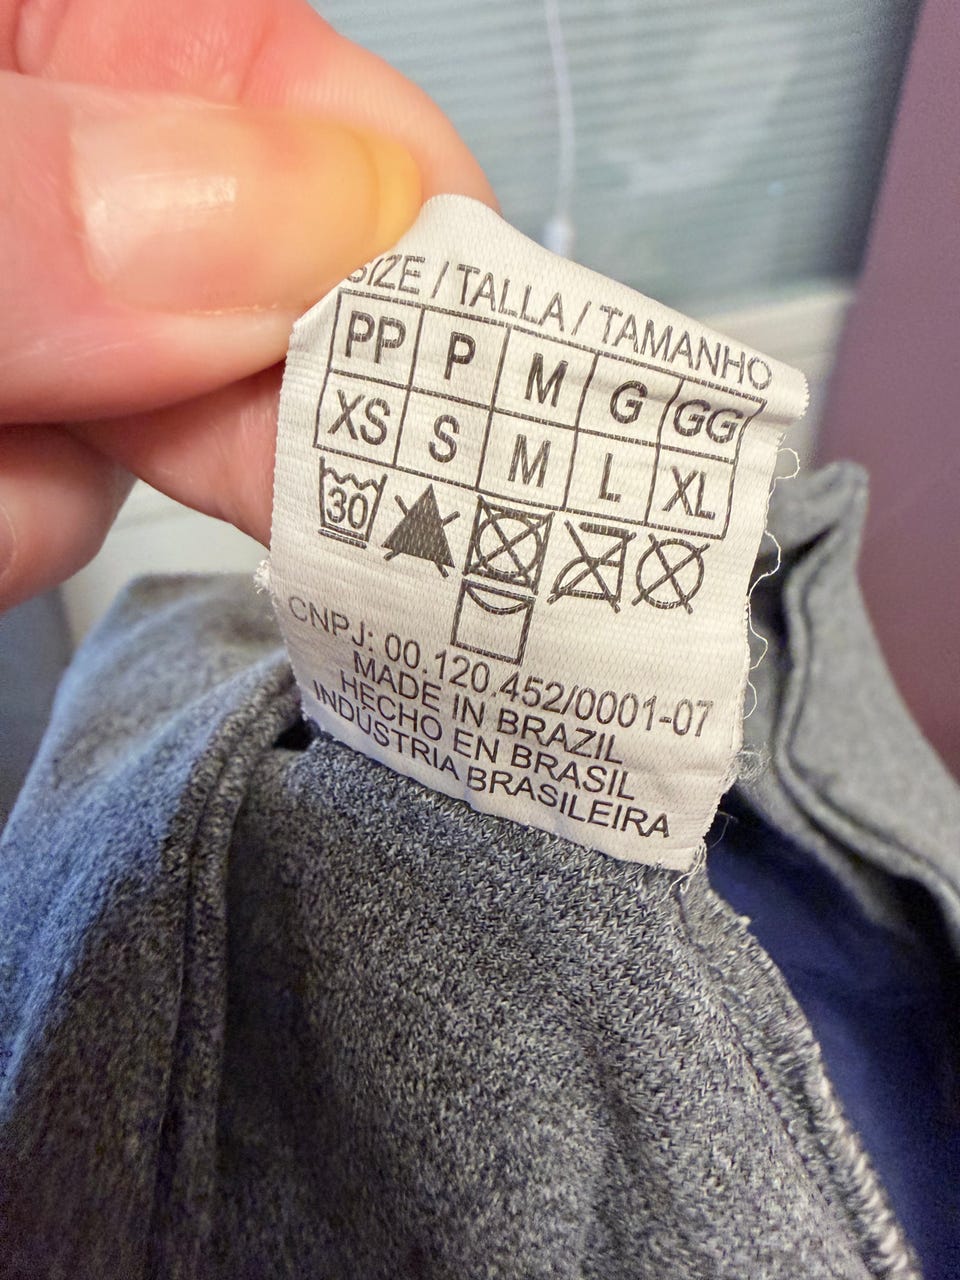 SIZE / TALLA / TAMANHO
PP P M G GG
XS S M L XL
30
CNPJ: 00.120.452/0001-07
MADE IN BRAZIL
HECHO EN BRASIL
INDÚSTRIA BRASILEIRA